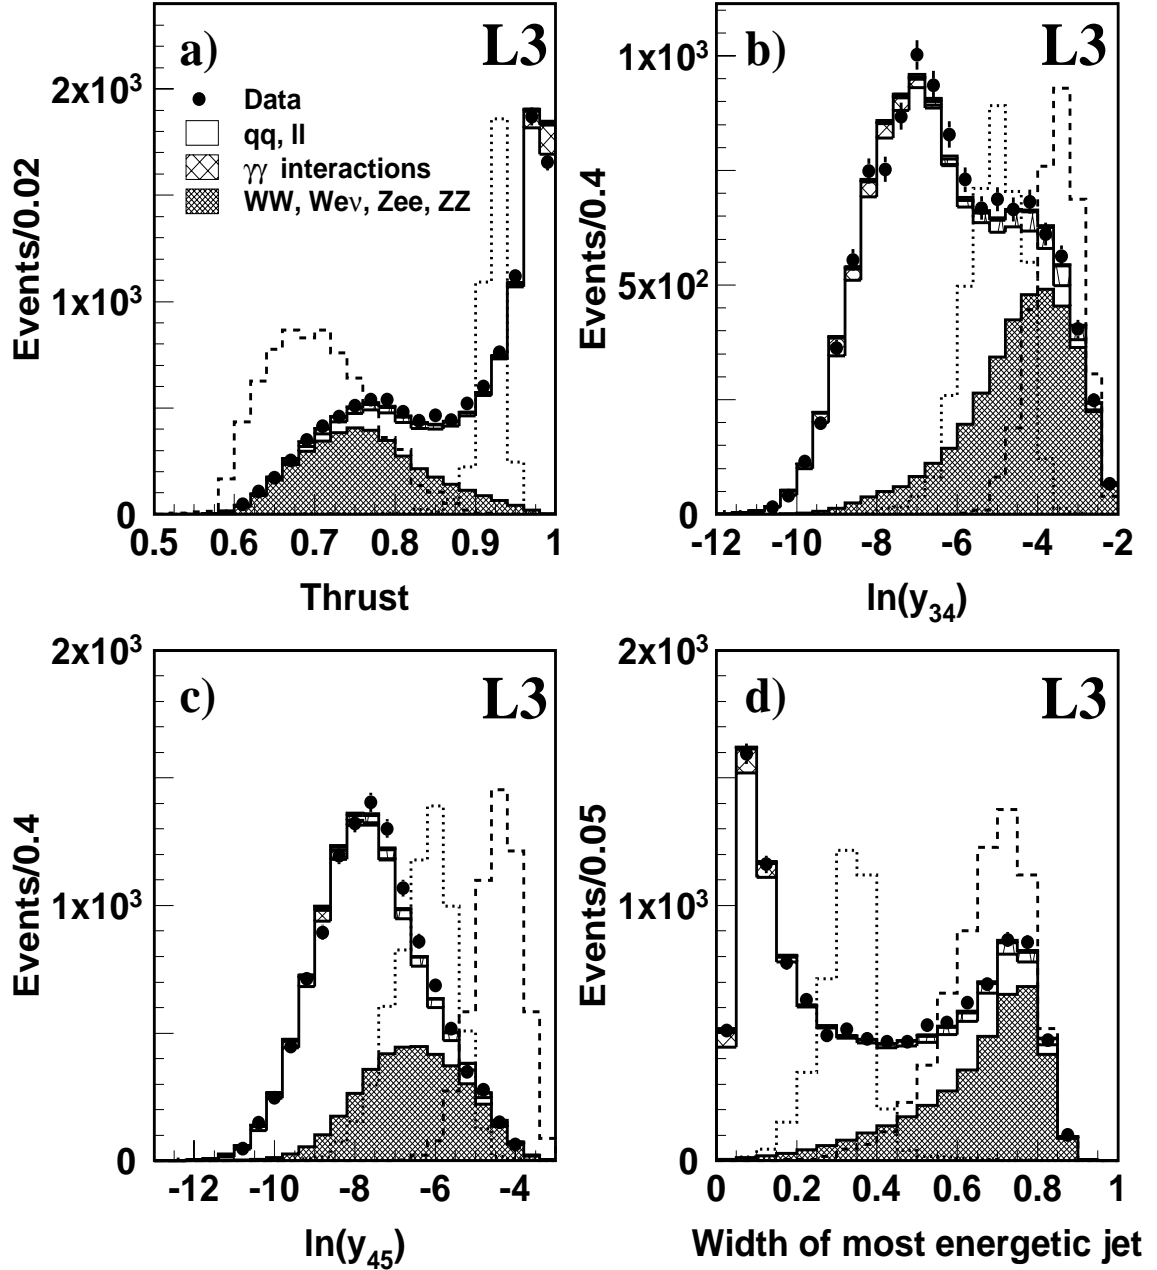 a)
L3
2x10³
1x10³
0
Events/0.02
Data
qq, ll
γγ interactions
WW, Weν, Zee, ZZ
0.5 0.6 0.7 0.8 0.9 1
Thrust
b)
L3
1x10³
5x10²
0
Events/0.4
-12 -10 -8 -6 -4 -2
ln(y₃₄)
c)
L3
2x10³
1x10³
0
Events/0.4
-12 -10 -8 -6 -4
ln(y₄₅)
d)
L3
2x10³
1x10³
0
Events/0.05
0 0.2 0.4 0.6 0.8 1
Width of most energetic jet